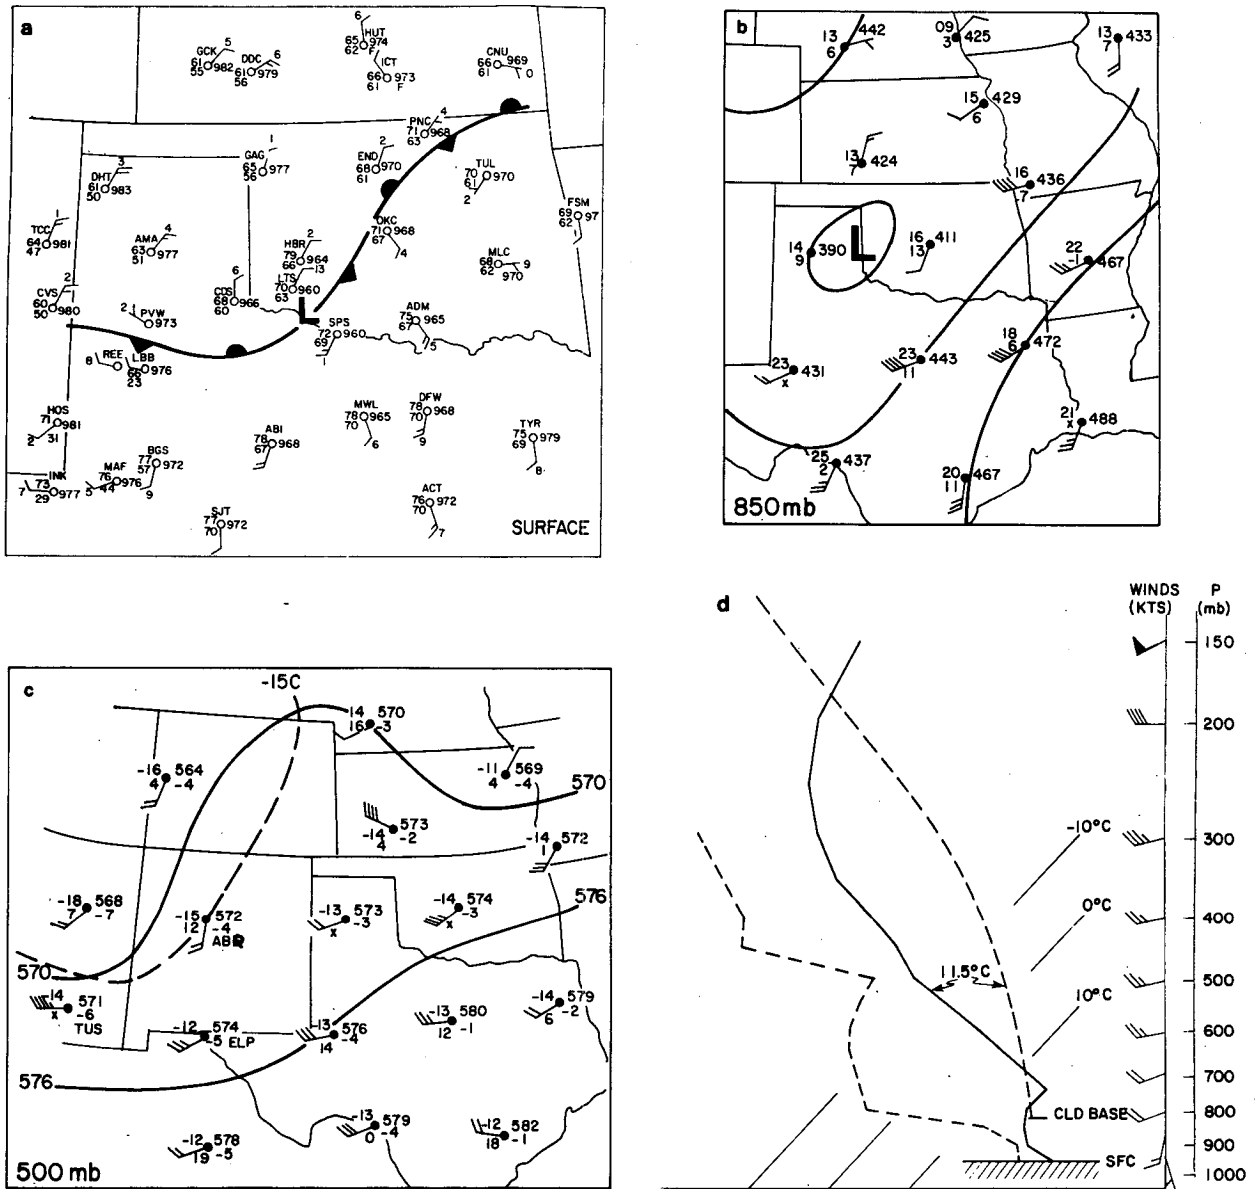 a
6
HUT
65 974
62 F
GCK 5
61 982
55
DDC 6
61 979
56
ICT
66 973
61 F
CNU
66 969
61 0
PNC 4
71 968
63
GAG 1
65 977
56
END 2
68 970
61
TUL
70 970
61
2
DHT 3
61 983
50
FSM
69 97
62
1
TCC 1
64 981
47
AMA 4
63 977
51
OKC
71 968
67
4
HBR 2
79 964
66
LTS 13
70 960
63
MLC
68 9
62 970
CVS 2
60 980
50
CDS 6
68 966
60
L
PVW
2 973
SPS
72 960
69
1
ADM
75 965
67
5
REE
8
LBB
66 976
23
HOS
71 981
2 31
MWL
78 965
70
6
DFW
78 968
70
9
TYR
75 979
69
8
ABI
78 968
67
BGS
77 972
57
9
MAF
76 976
5 44
INK
73 977
7 29
SJT
77 972
70
ACT
76 972
70
7
SURFACE
b
13 442
6
09 425
3
13 433
7
15 429
6
13 424
7
16 436
-7
14 390
9
L
16 411
13
22 467
-1
23 431
x
23 443
11
18 472
6
21 488
x
25 437
2
20 467
11
850mb
c
-15C
14 570
16 -3
-16 564
4 -4
-11 569
4 -4
570
-14 573
4 -2
-14 572
1
-18 568
7 -7
-15 572
12 -4
ABQ
-13 573
x -3
-14 574
x -3
576
570
-14 571
x -6
TUS
-12 574
-5 ELP
-13 576
14 -4
-13 580
12 -1
-14 579
6 -2
576
-12 578
19 -5
-13 579
0 -4
-12 582
18 -1
500 mb
d
WINDS P
(KTS) (mb)
150
200
300
-10°C
400
0°C
11.5°C
500
10°C
600
700
CLD BASE 800
900
SFC
1000